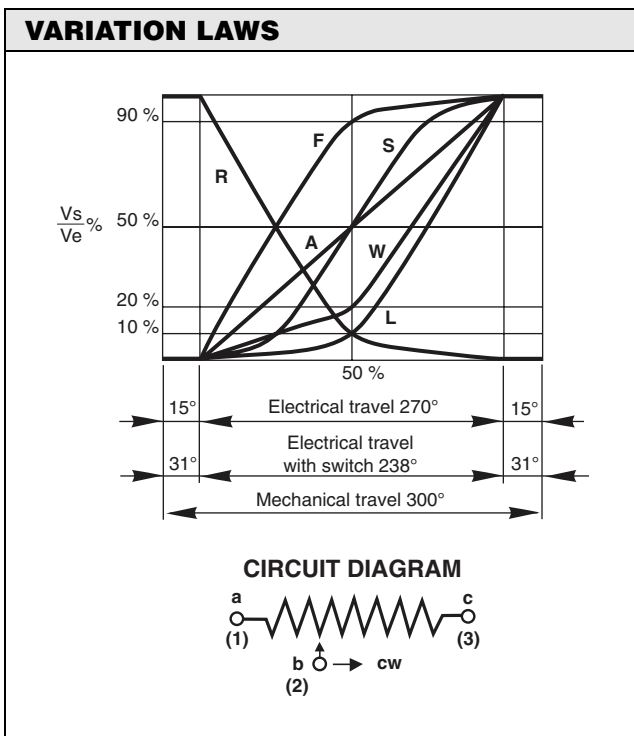 VARIATION LAWS
90 %
F
S
R
Vs
Ve
%
50 %
A
W
20 %
L
10 %
50 %
15°
Electrical travel 270°
15°
Electrical travel
31°
with switch 238°
31°
Mechanical travel 300°
CIRCUIT DIAGRAM
a
c
(1)
(3)
b
cw
(2)